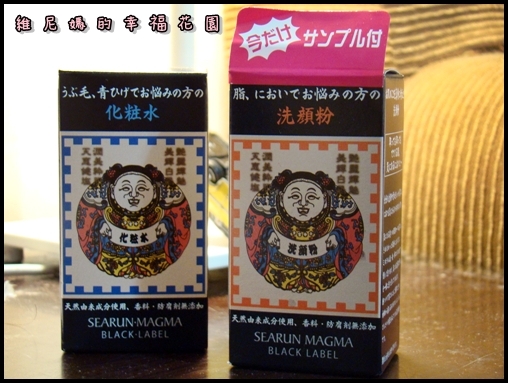 維尼媽的幸福花園
うぶ毛、青ひげでお悩みの方の
化粧水
化粧水
天然由来成分使用、香料・防腐剤無添加
SEARUN·MAGMA
BLACK·LABEL
今だけ
サンプル付
脂、においでお悩みの方の
洗顔粉
洗顔粉
天然由来成分使用、香料・防腐剤無添加
SEARUN MAGMA
BLACK LABEL